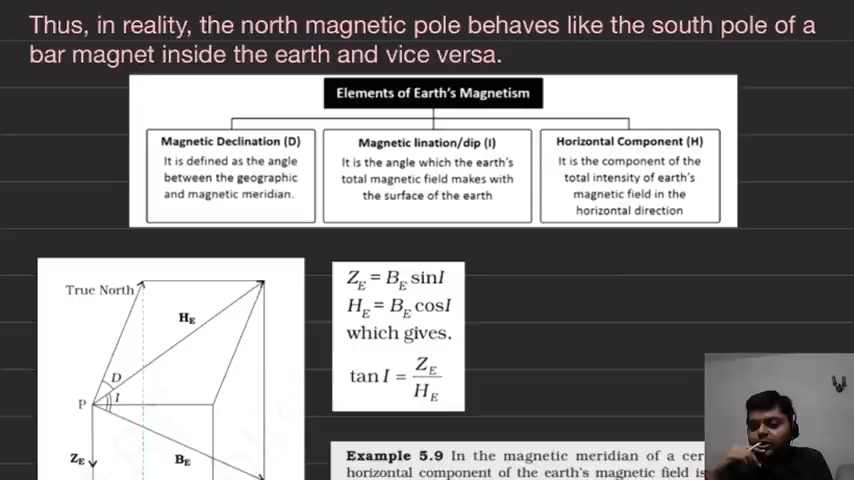 Thus, in reality, the north magnetic pole behaves like the south pole of a
bar magnet inside the earth and vice versa.
Elements of Earth's Magnetism
Magnetic Declination (D)
It is defined as the angle
between the geographic
and magnetic meridian.
Magnetic lination/dip (I)
It is the angle which the earth's
total magnetic field makes with
the surface of the earth
Horizontal Component (H)
It is the component of the
total intensity of earth's
magnetic field in the
horizontal direction
True North
H_E
D
P
I
Z_E
B_E
Z_E = B_E sinI
H_E = B_E cosI
which gives,
tan I = Z_E / H_E
Example 5.9 In the magnetic meridian of a cer
horizontal component of the earth's magnetic field is